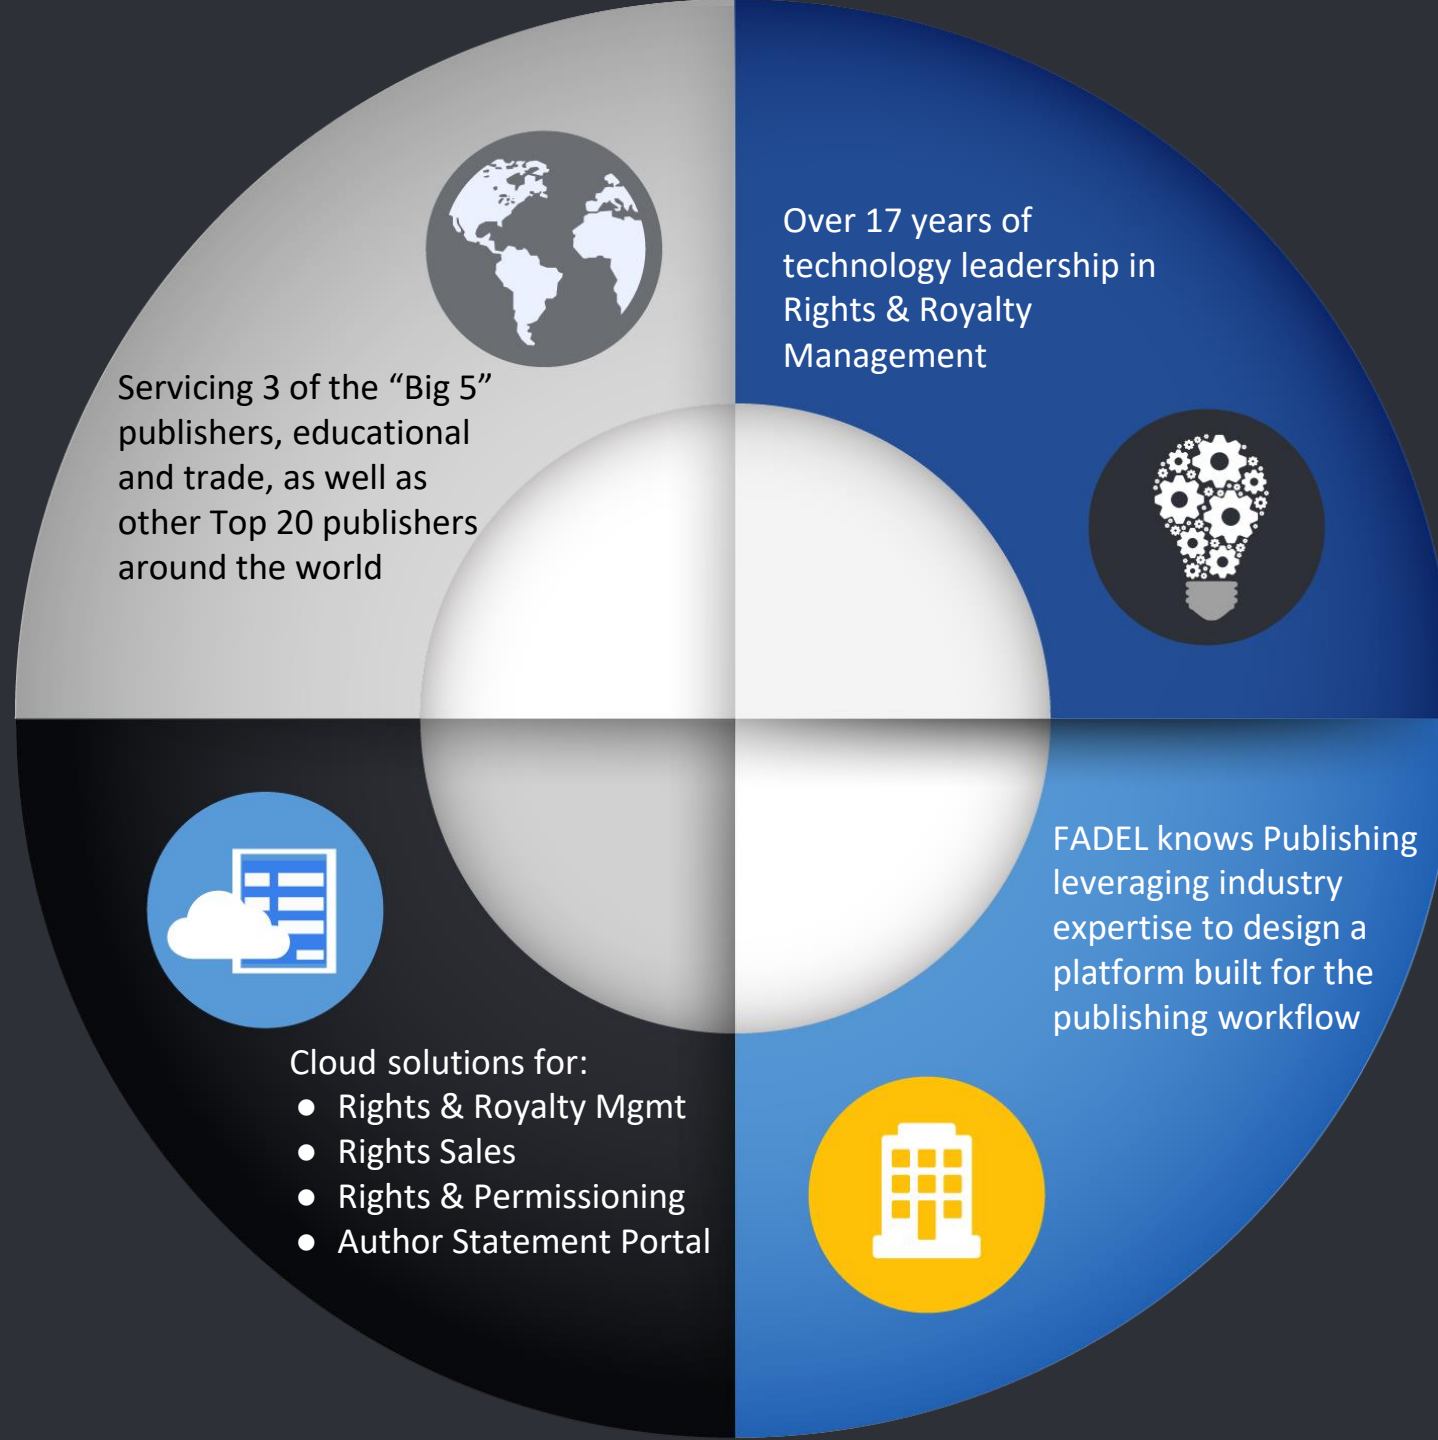 Servicing 3 of the “Big 5”
publishers, educational
and trade, as well as
other Top 20 publishers
around the world
Over 17 years of
technology leadership in
Rights & Royalty
Management
Cloud solutions for:
● Rights & Royalty Mgmt
● Rights Sales
● Rights & Permissioning
● Author Statement Portal
FADEL knows Publishing
leveraging industry
expertise to design a
platform built for the
publishing workflow